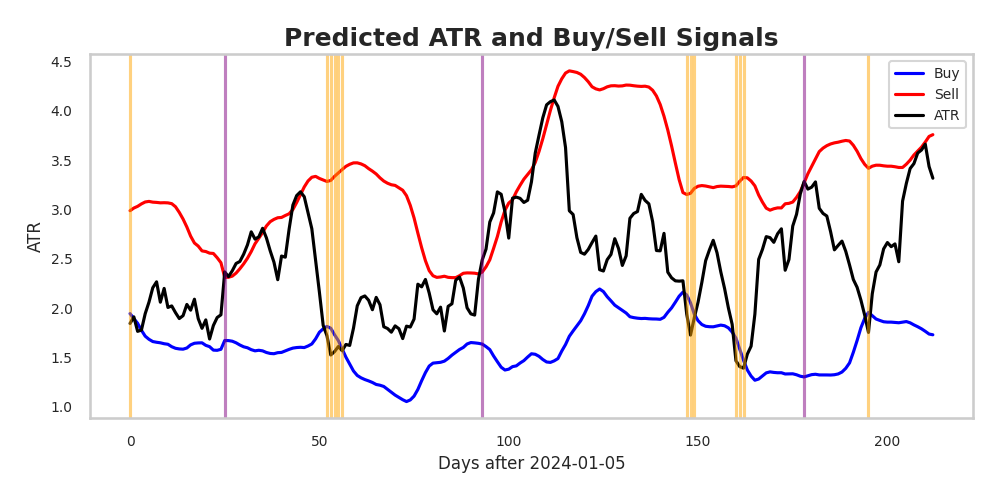 Predicted ATR and Buy/Sell Signals
4.5
4.0
3.5
3.0
2.5
2.0
1.5
1.0
ATR
Buy
Sell
ATR
0
50
100
150
200
Days after 2024-01-05